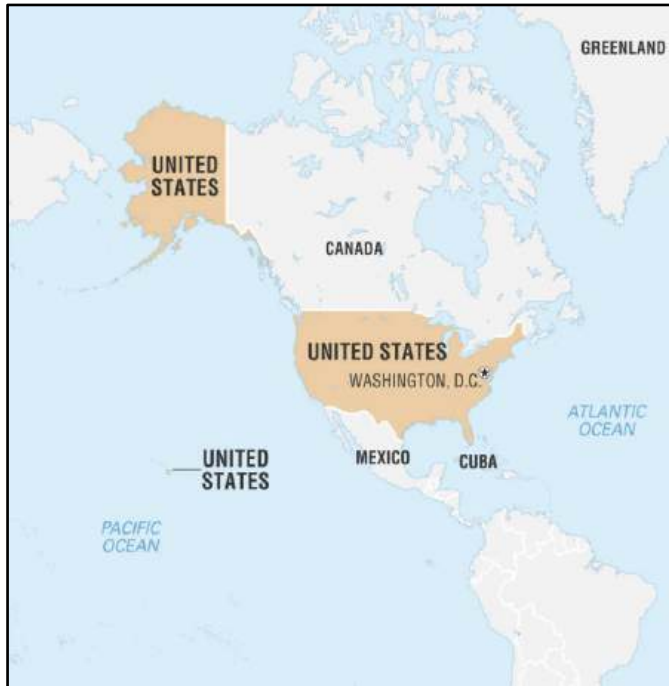 GREENLAND
UNITED
STATES
CANADA
UNITED STATES
WASHINGTON, D.C.
ATLANTIC
OCEAN
MEXICO
CUBA
UNITED
STATES
PACIFIC
OCEAN